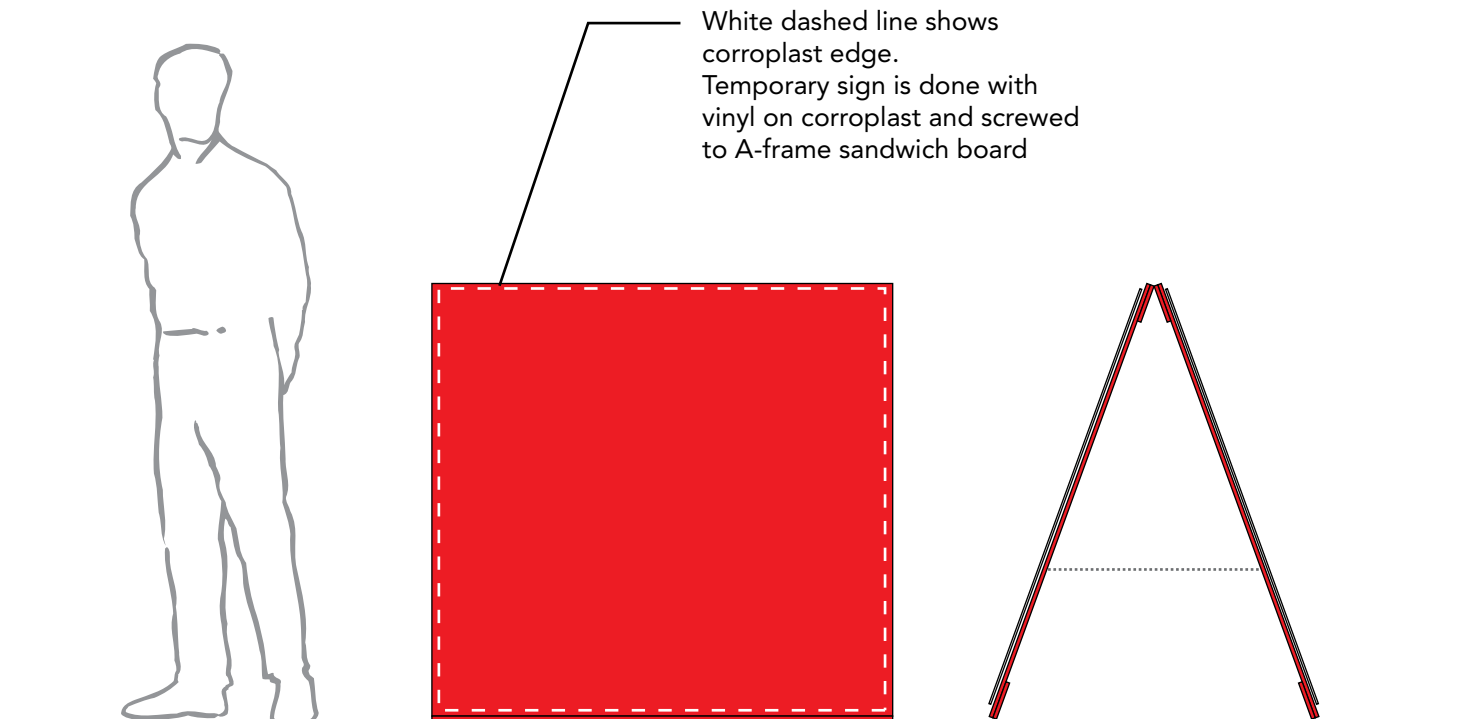 White dashed line shows
corroplast edge.
Temporary sign is done with
vinyl on corroplast and screwed
to A-frame sandwich board